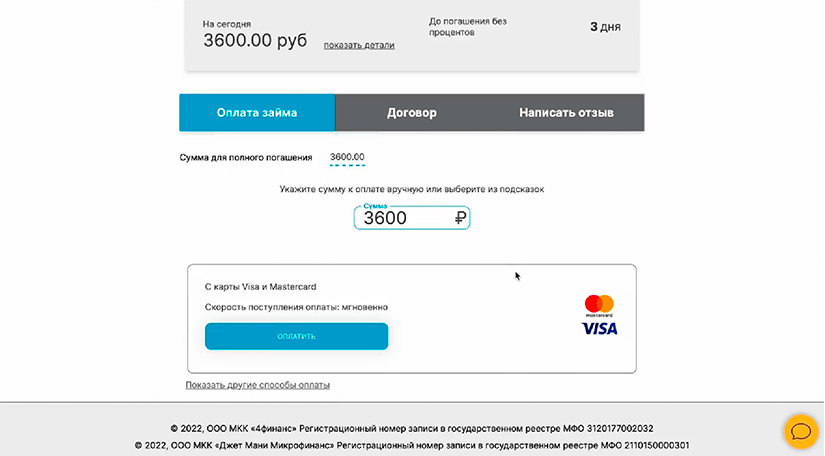 На сегодня
3600.00 руб
показать детали
До погашения без
процентов
3 дня
Оплата займа
Договор
Написать отзыв
Сумма для полного погашения 3600.00
Укажите сумму к оплате вручную или выберите из подсказок
Сумма
3600 ₽
С карты Visa и Mastercard
Скорость поступления оплаты: мгновенно
ОПЛАТИТЬ
mastercard
VISA
Показать другие способы оплаты
© 2022, ООО МКК «4финанс» Регистрационный номер записи в государственном реестре МФО 3120177002032
© 2022, ООО МКК «Джет Мани Микрофинанс» Регистрационный номер записи в государственном реестре МФО 2110150000301